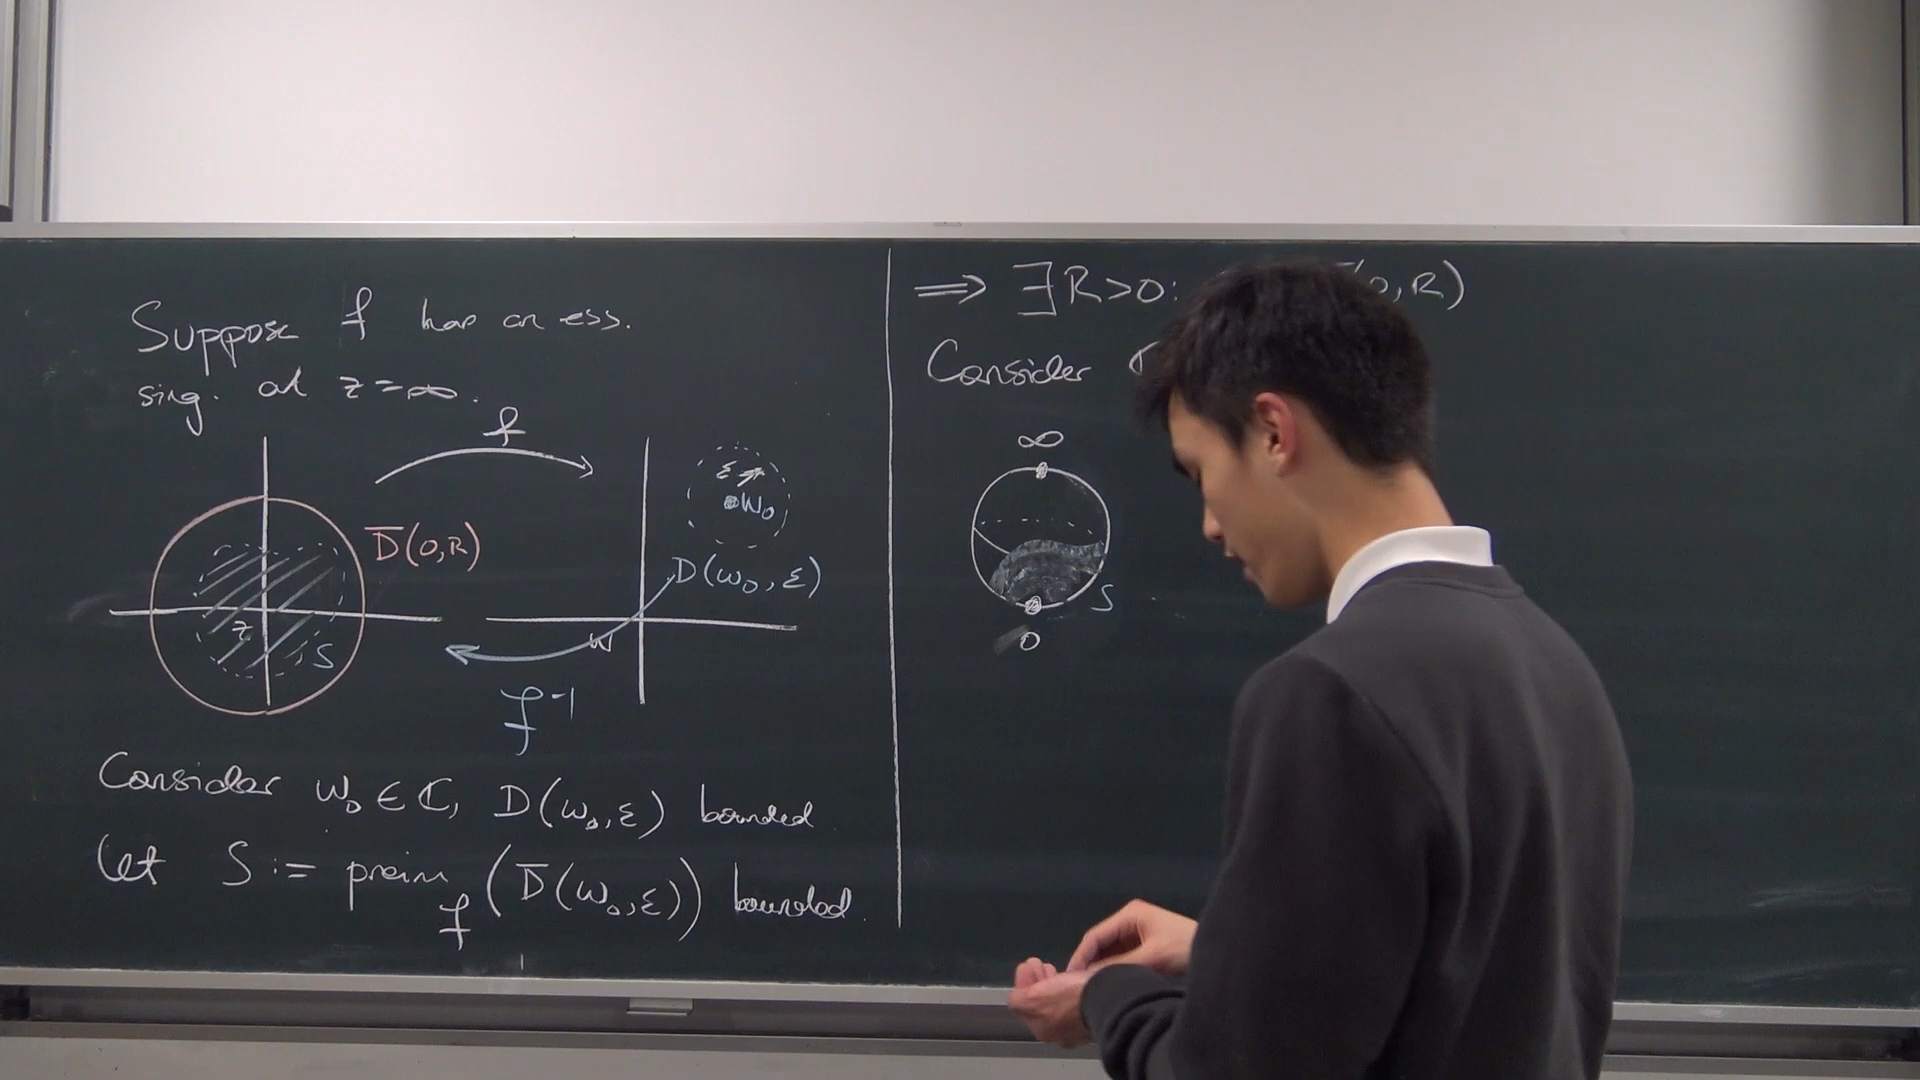 Suppose f has an ess.
sing. at z=∞.
f
D̅(0,R)
z
S
ε
w₀
D(w₀, ε)
w
f⁻¹
Consider w₀ ∈ ℂ, D(w₀, ε) bounded
Let S := preim_f (D̅(w₀, ε)) bounded.
⟹ ∃R>0: 0,R)
Consider
∞
S
0